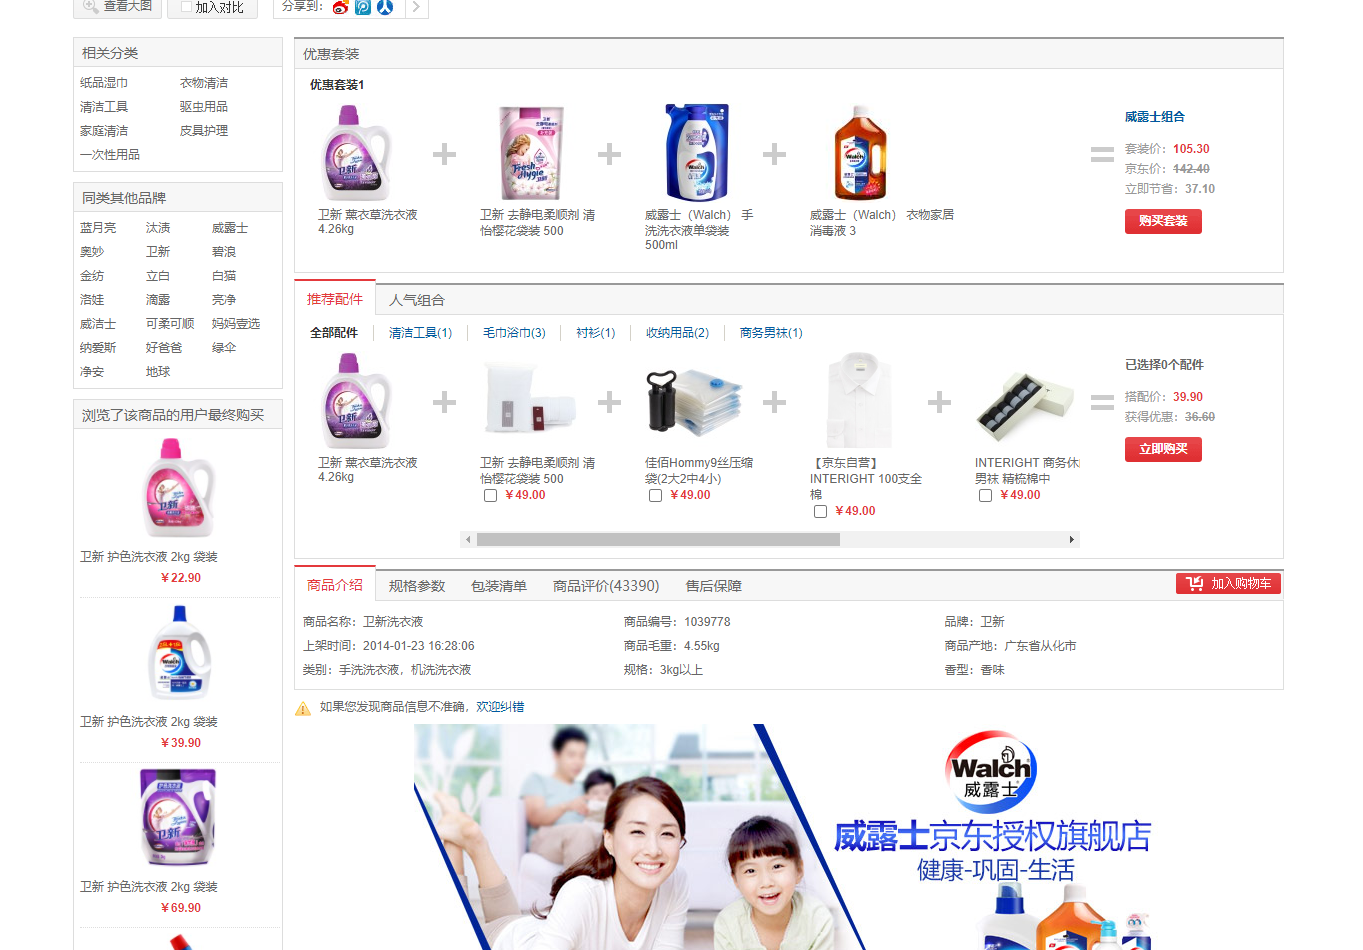 查看大图
加入对比
分享到：
相关分类
纸品湿巾
衣物清洁
清洁工具
驱虫用品
家庭清洁
皮具护理
一次性用品
同类其他品牌
蓝月亮
汰渍
威露士
奥妙
卫新
碧浪
金纺
立白
白猫
洛娃
滴露
亮净
威洁士
可柔可顺
妈妈壹选
纳爱斯
好爸爸
绿伞
净安
地球
浏览了该商品的用户最终购买
卫新 护色洗衣液 2kg 袋装
￥22.90
卫新 护色洗衣液 2kg 袋装
￥39.90
卫新 护色洗衣液 2kg 袋装
￥69.90
优惠套装
优惠套装1
卫新 薰衣草洗衣液
4.26kg
卫新 去静电柔顺剂 清
怡樱花袋装 500
威露士（Walch） 手
洗洗衣液单袋装
500ml
威露士（Walch） 衣物家居
消毒液 3
威露士组合
套装价：105.30
京东价：142.40
立即节省：37.10
购买套装
推荐配件
人气组合
全部配件
清洁工具(1)
毛巾浴巾(3)
衬衫(1)
收纳用品(2)
商务男袜(1)
卫新 薰衣草洗衣液
4.26kg
卫新 去静电柔顺剂 清
怡樱花袋装 500
￥49.00
佳佰Hommy9丝压缩
袋(2大2中4小)
￥49.00
【京东自营】
INTERIGHT 100支全
棉
￥49.00
INTERIGHT 商务休
男袜 精梳棉中
￥49.00
已选择0个配件
搭配价：39.90
获得优惠：36.60
立即购买
商品介绍
规格参数
包装清单
商品评价(43390)
售后保障
加入购物车
商品名称：卫新洗衣液
商品编号：1039778
品牌：卫新
上架时间：2014-01-23 16:28:06
商品毛重：4.55kg
商品产地：广东省从化市
类别：手洗洗衣液，机洗洗衣液
规格：3kg以上
香型：香味
如果您发现商品信息不准确，欢迎纠错
Walch
威露士
威露士京东授权旗舰店
健康-巩固-生活